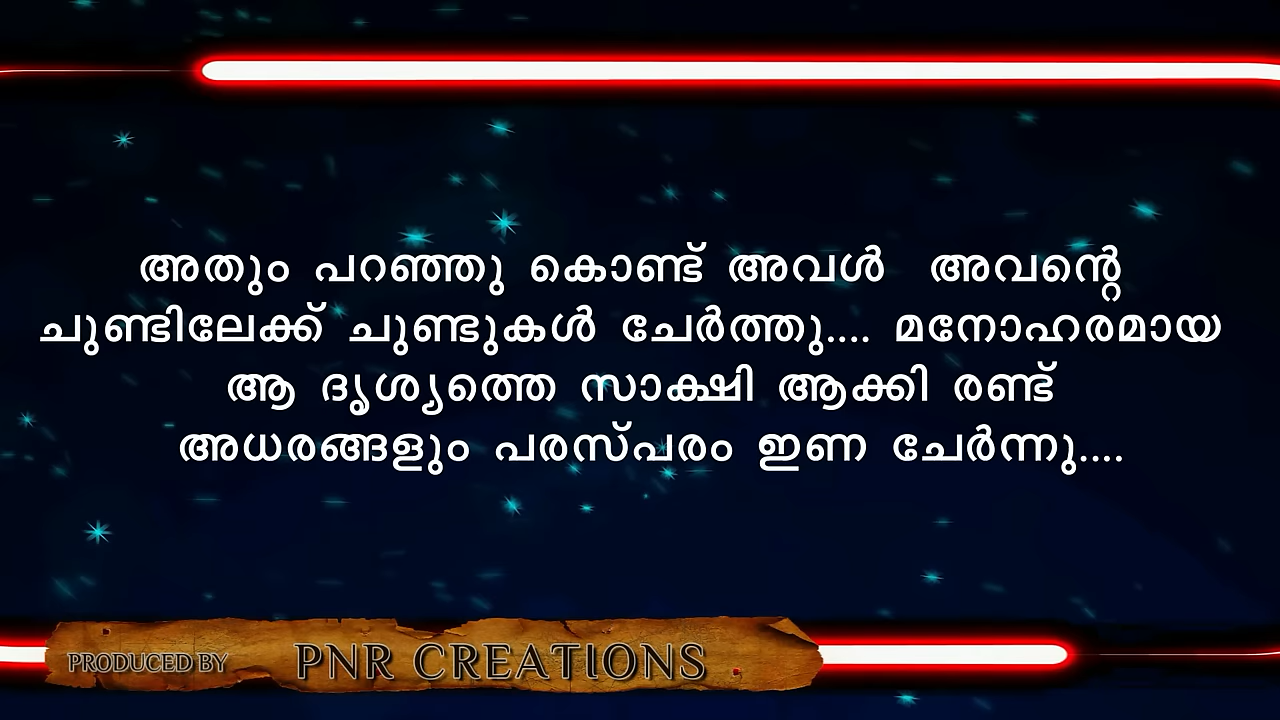 അതും പറഞ്ഞു കൊണ്ട് അവൾ അവന്റെ
ചുണ്ടിലേക്ക് ചുണ്ടുകൾ ചേർത്തു.... മനോഹരമായ
ആ ദൃശ്യത്തെ സാക്ഷി ആക്കി രണ്ട്
അധരങ്ങളും പരസ്പരം ഇണ ചേർന്നു....
PRODUCED BY PNR CREATIONS